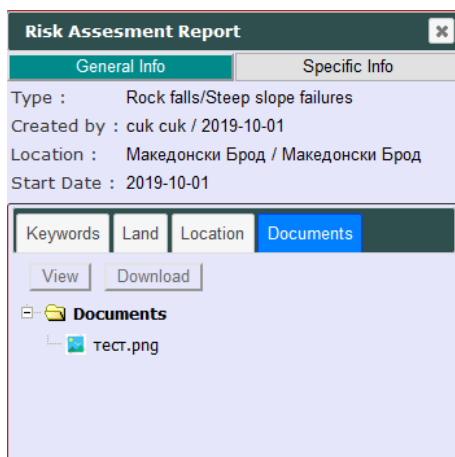 Risk Assesment Report
General Info Specific Info
Type : Rock falls/Steep slope failures
Created by : cuk cuk / 2019-10-01
Location : Македонски Брод / Македонски Брод
Start Date : 2019-10-01
Keywords Land Location Documents
View Download
Documents
тест.png